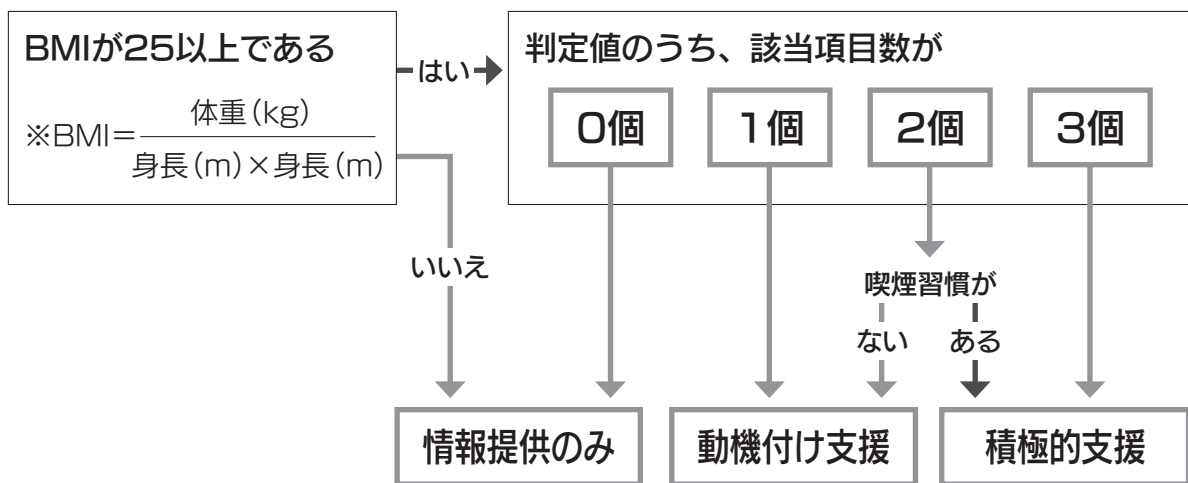 BMIが25以上である
※BMI＝体重(kg)/身長(m)×身長(m)
はい
いいえ
判定値のうち、該当項目数が
0個
1個
2個
3個
喫煙習慣が
ない
ある
情報提供のみ
動機付け支援
積極的支援